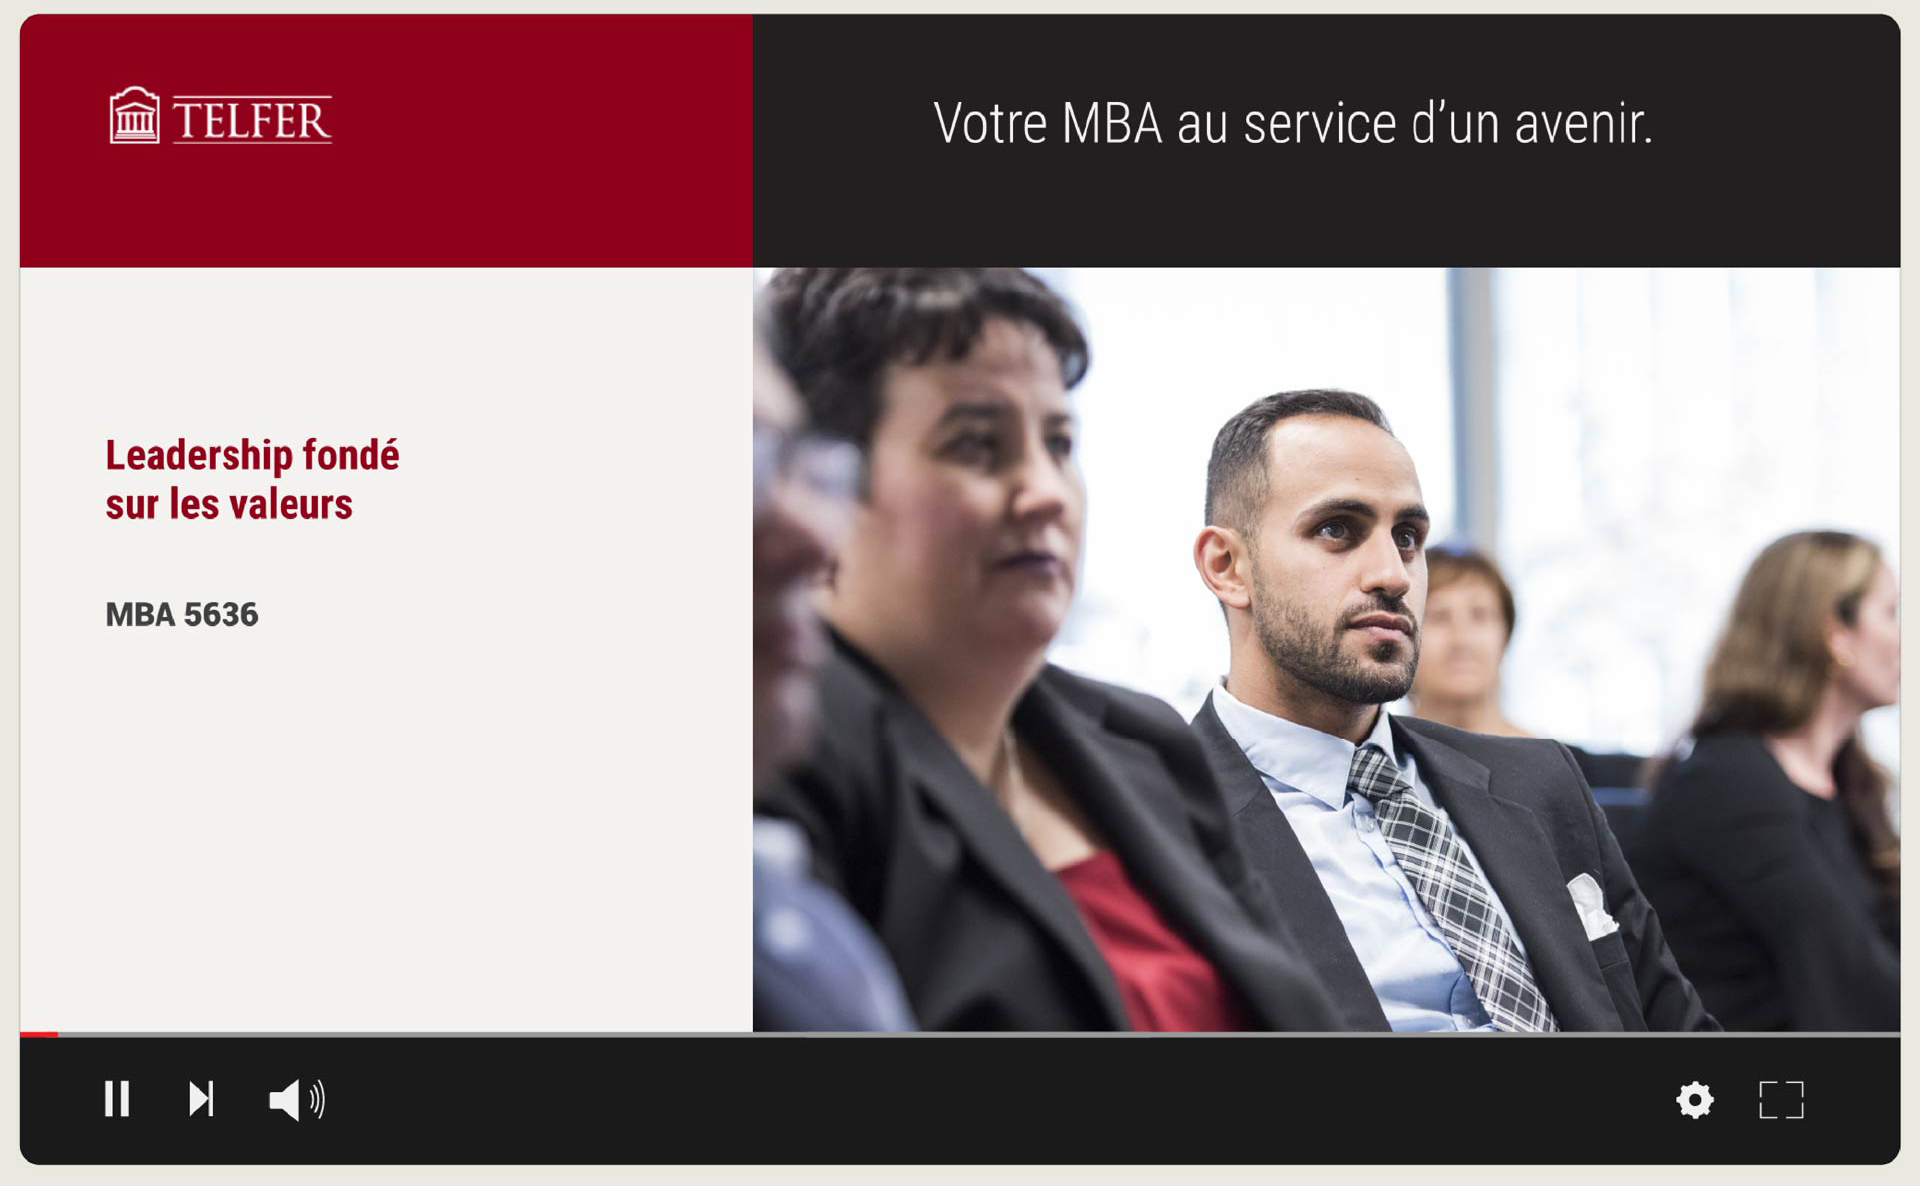 TELFER
Votre MBA au service d’un avenir.
Leadership fondé
sur les valeurs
MBA 5636